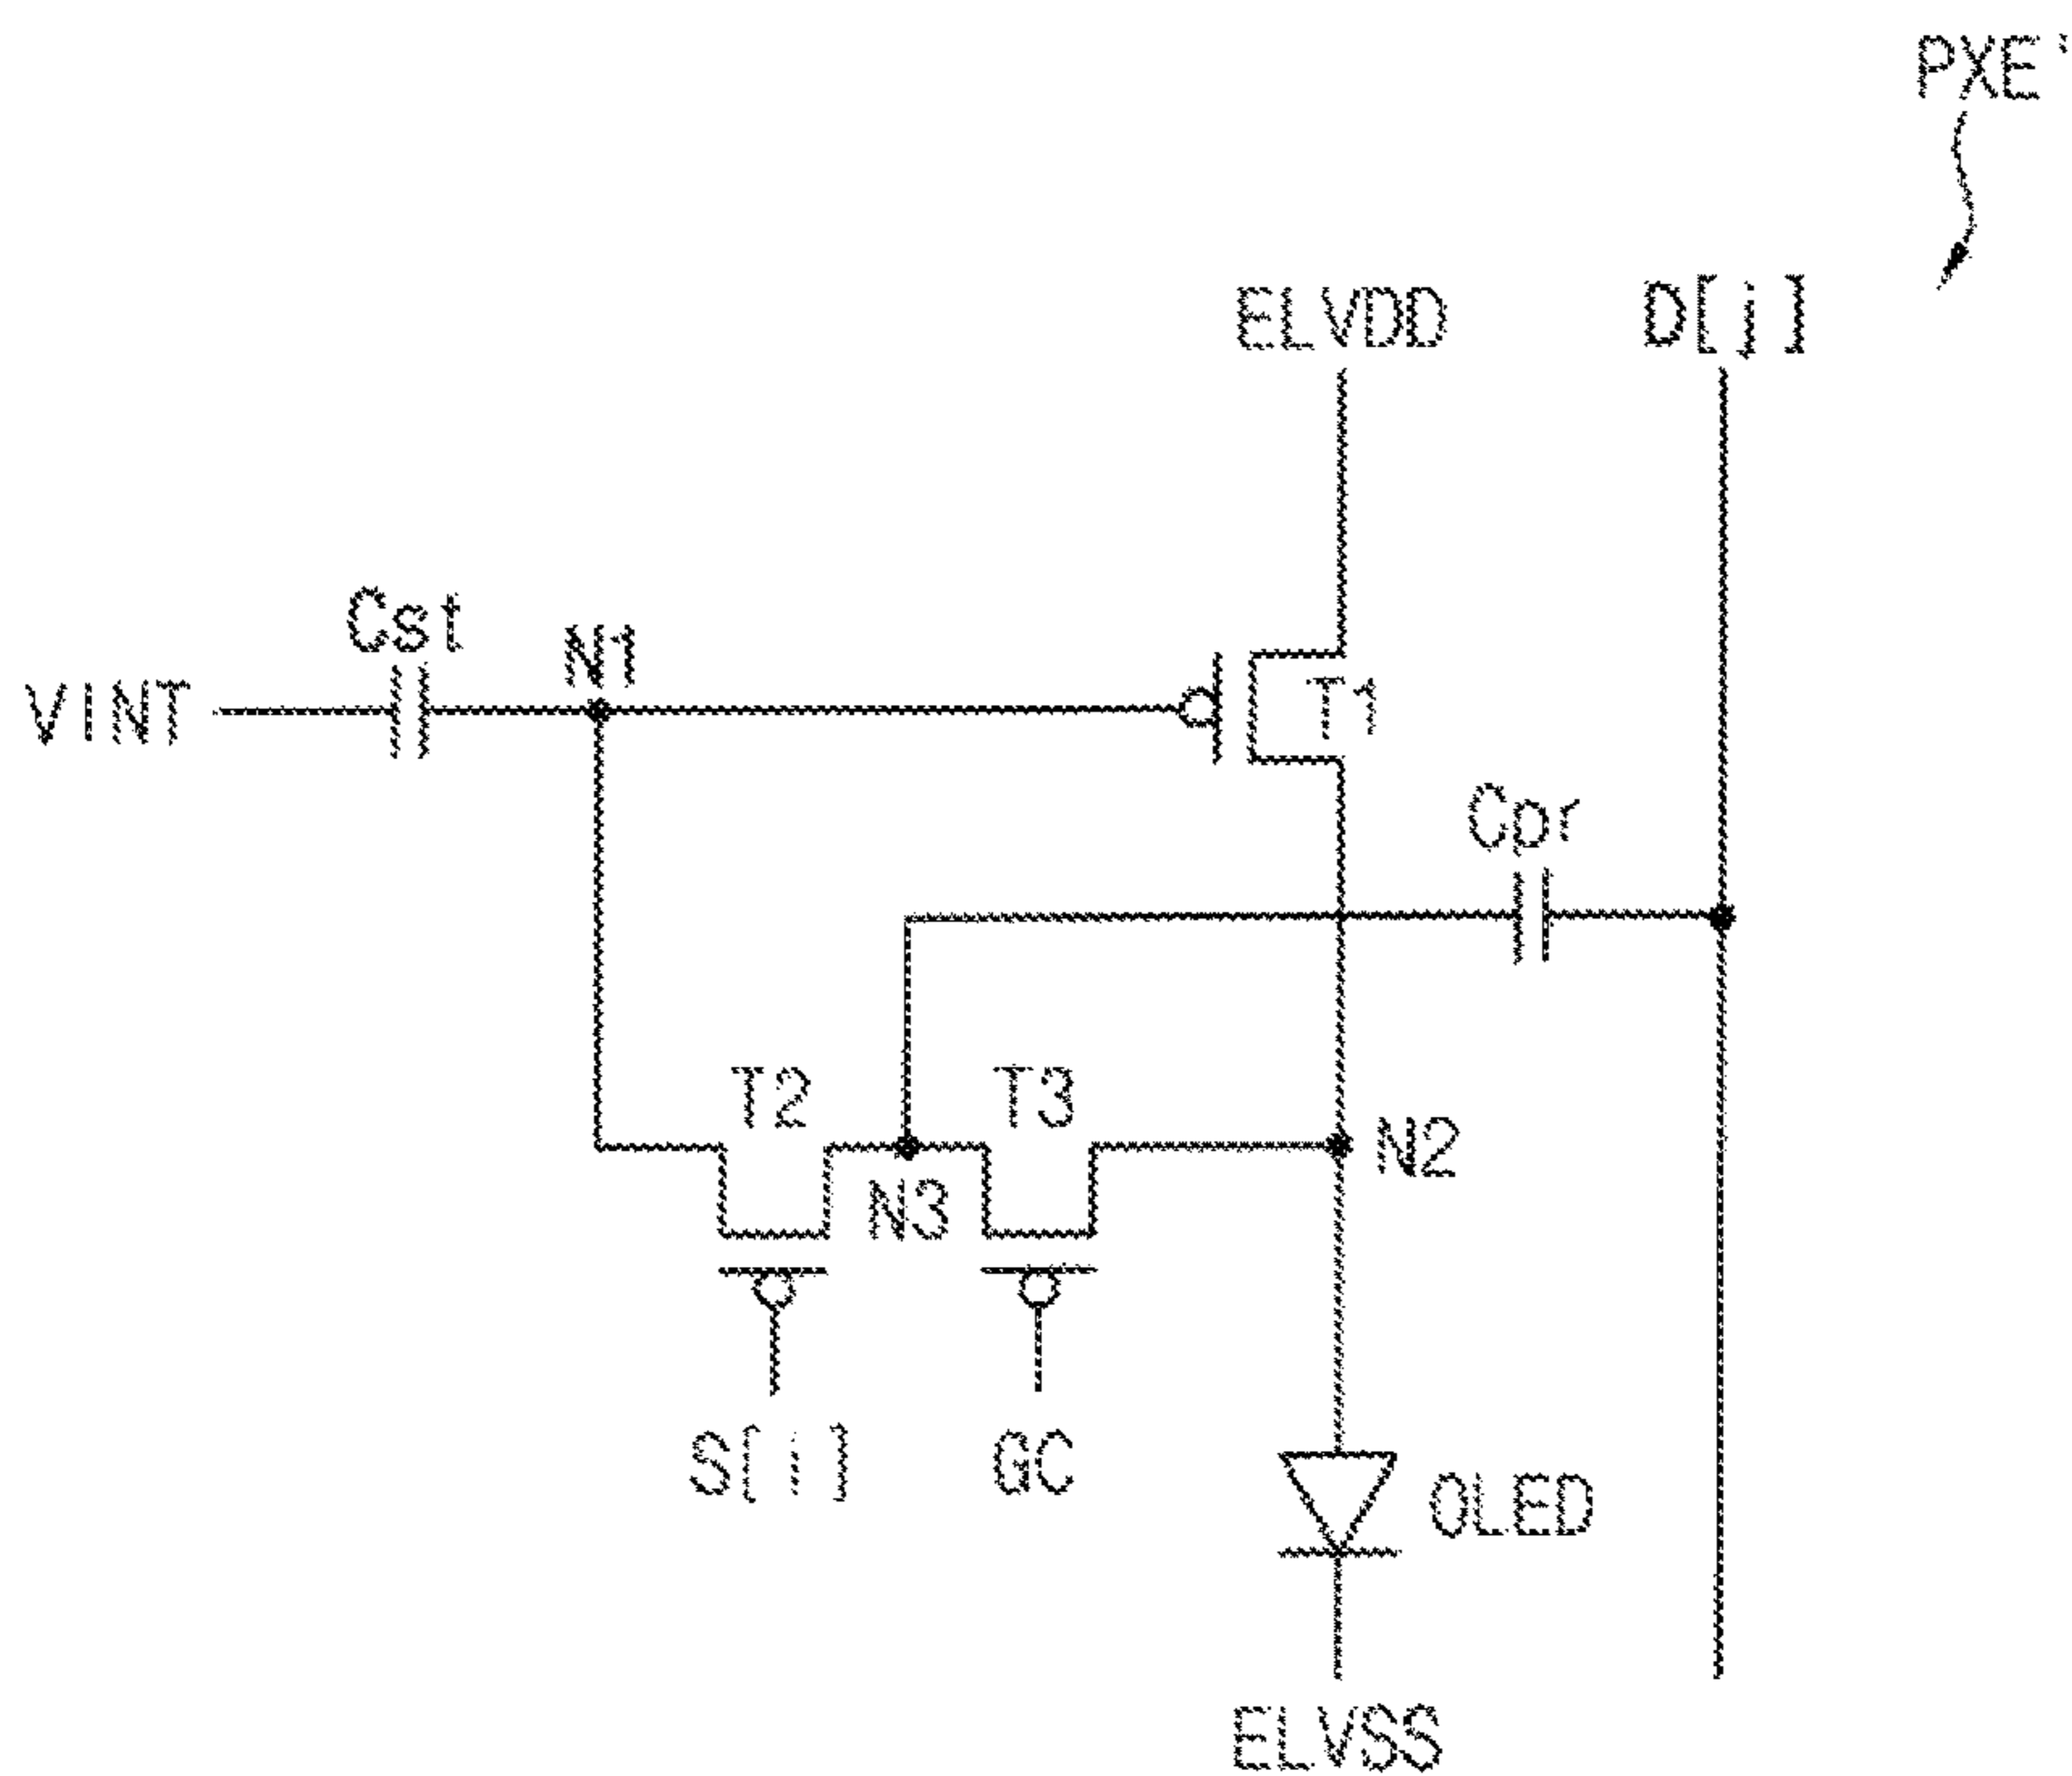 PXE'
ELVDD
D[j]
Cst
N1
VINT
T1
Cpr
T2
T3
N2
N3
S[i]
GC
OLED
ELVSS